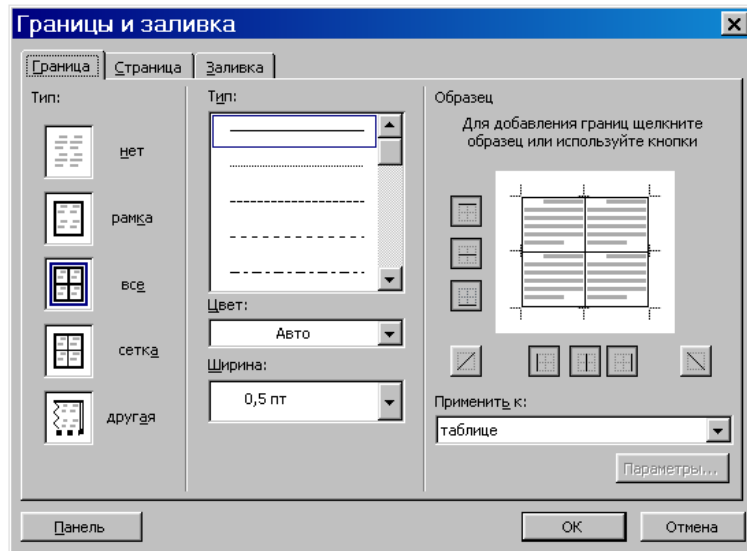 Границы и заливка
Граница
Страница
Заливка
Тип:
нет
рамка
все
сетка
другая
Тип:
Цвет:
Авто
Ширина:
0,5 пт
Образец
Для добавления границ щелкните
образец или используйте кнопки
Применить к:
таблице
Параметры...
Панель
ОК
Отмена